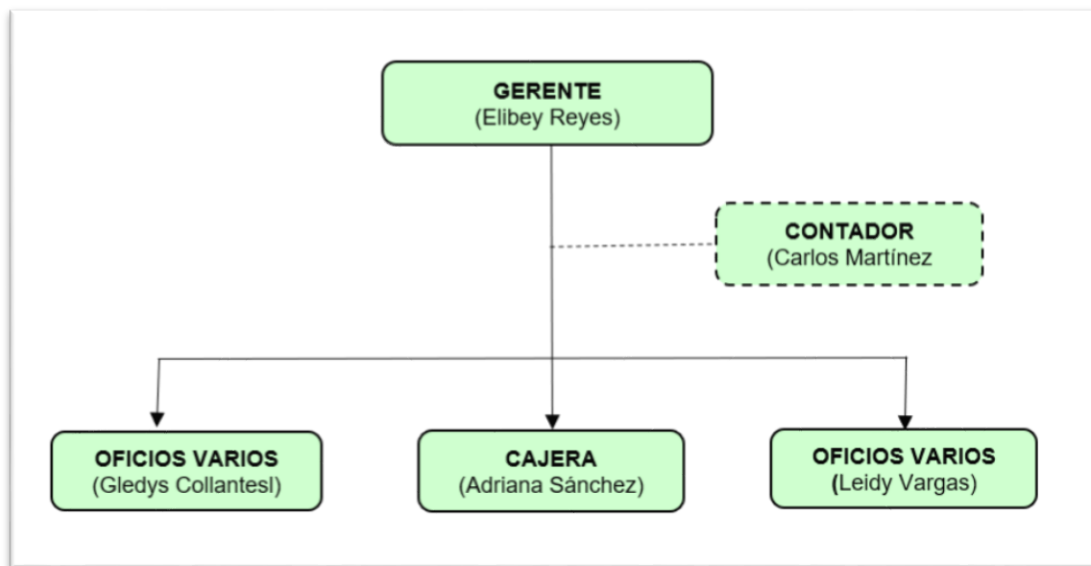 GERENTE
(Elibey Reyes)
CONTADOR
(Carlos Martínez
OFICIOS VARIOS
(Gledys Collantesl)
CAJERA
(Adriana Sánchez)
OFICIOS VARIOS
(Leidy Vargas)